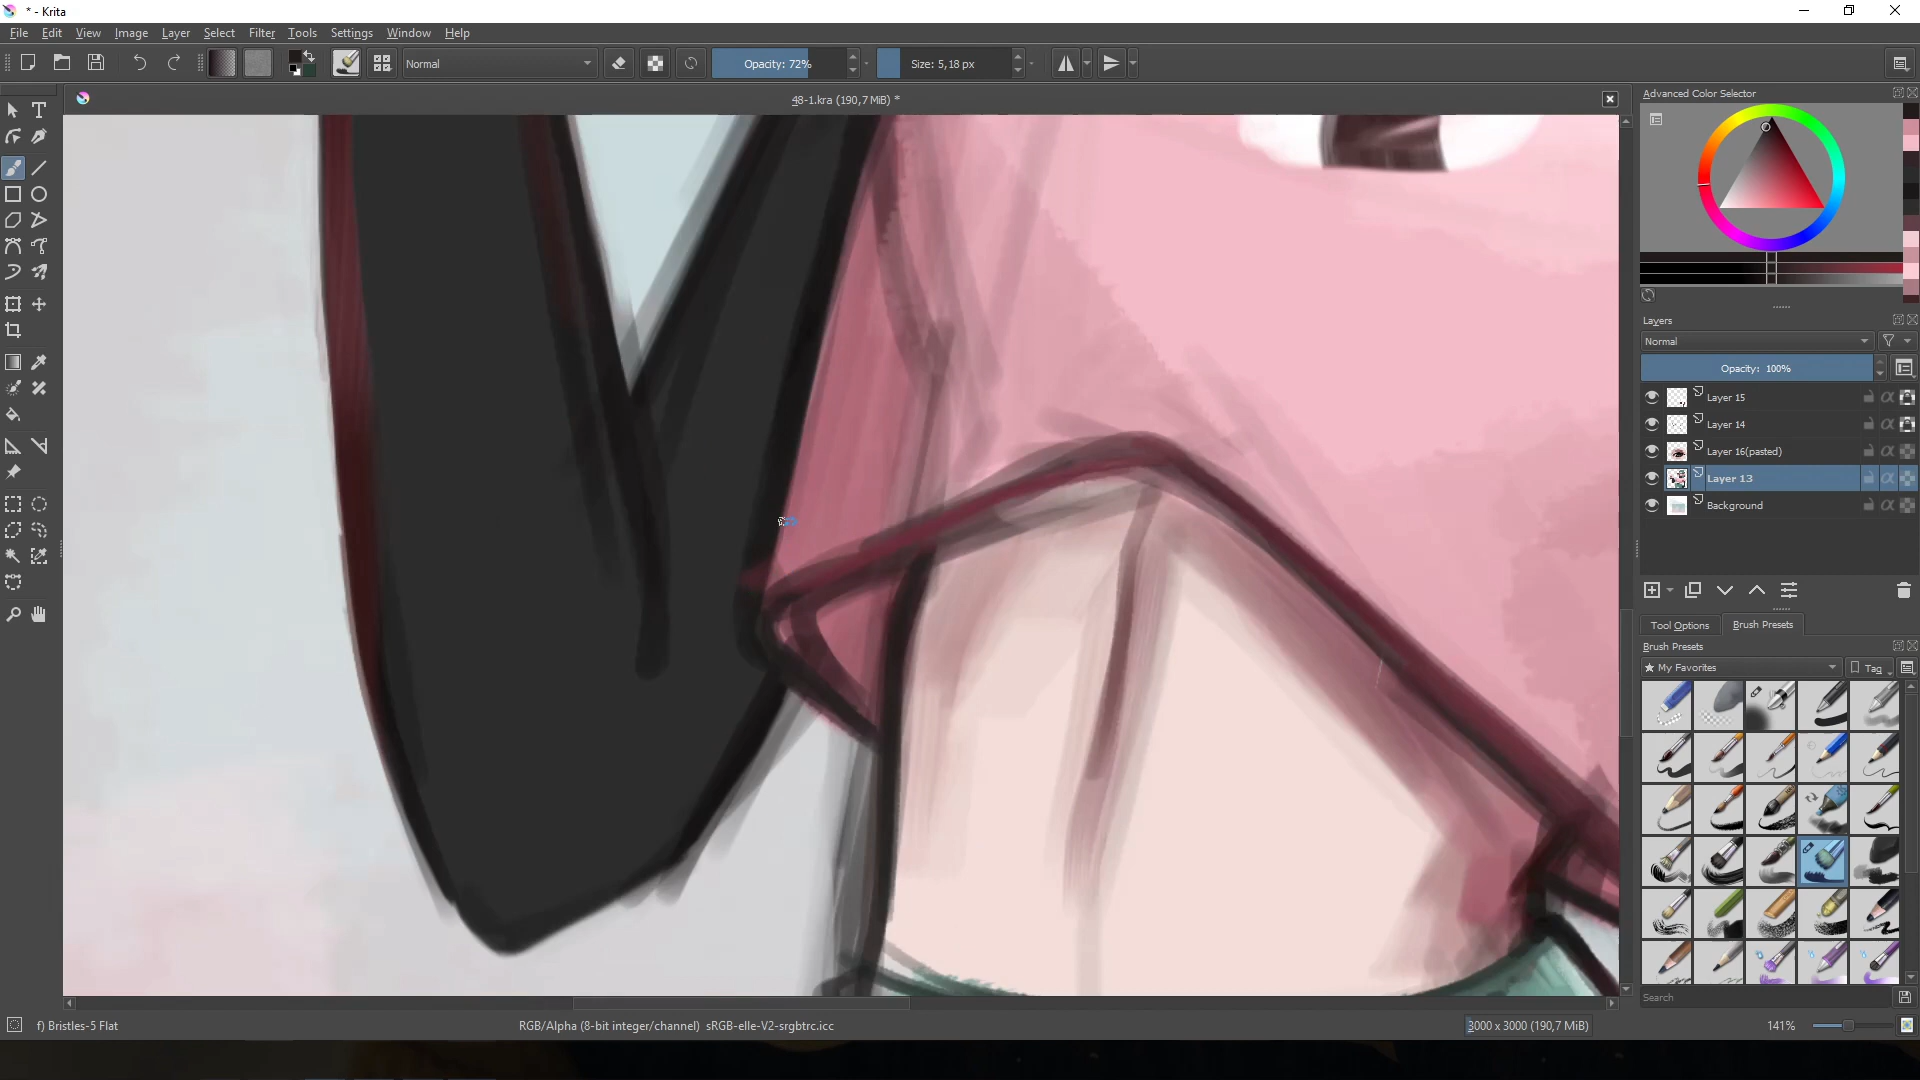 * - Krita
File Edit View Image Layer Select Filter Tools Settings Window Help
Normal
Opacity: 72%
Size: 5,18 px
48-1.kra (190,7 MiB) *
Advanced Color Selector
Layers
Normal
Opacity: 100%
Layer 15
Layer 14
Layer 16(pasted)
Layer 13
Background
Tool Options
Brush Presets
Brush Presets
★ My Favorites
Tag
Search
f) Bristles-5 Flat
RGB/Alpha (8-bit integer/channel) sRGB-elle-V2-srgbtrc.icc
3000 x 3000 (190,7 MiB)
141%